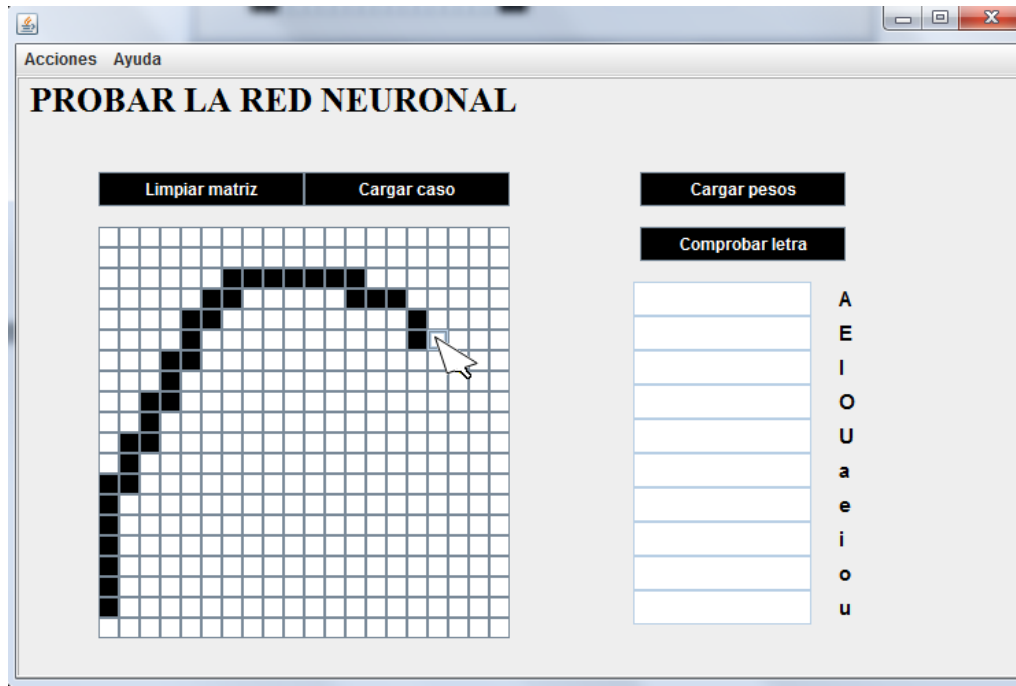 Acciones Ayuda
PROBAR LA RED NEURONAL
Limpiar matriz Cargar caso Cargar pesos
Comprobar letra
A
E
I
O
U
a
e
i
o
u